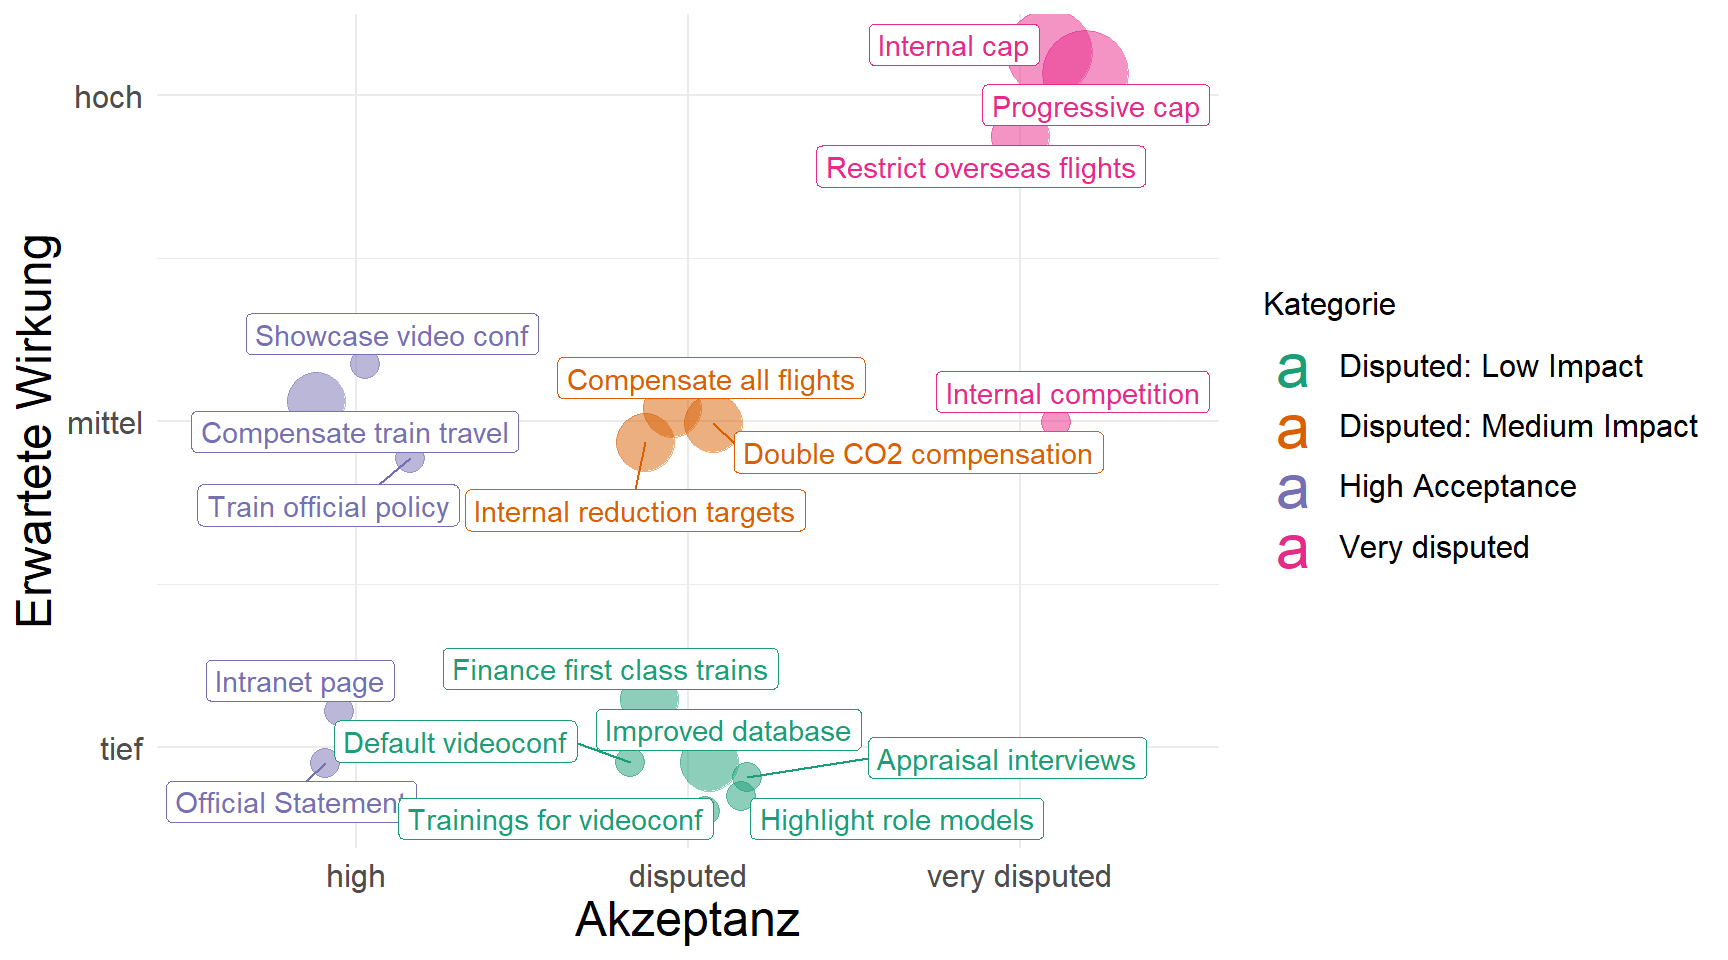 Erwartete Wirkung
hoch
mittel
tief
Internal cap
Progressive cap
Restrict overseas flights
Showcase video conf
Compensate all flights
Internal competition
Compensate train travel
Double CO2 compensation
Train official policy
Internal reduction targets
Intranet page
Finance first class trains
Improved database
Default videoconf
Appraisal interviews
Official Statement
Trainings for videoconf
Highlight role models
high
disputed
very disputed
Akzeptanz
Kategorie
a Disputed: Low Impact
a Disputed: Medium Impact
a High Acceptance
a Very disputed